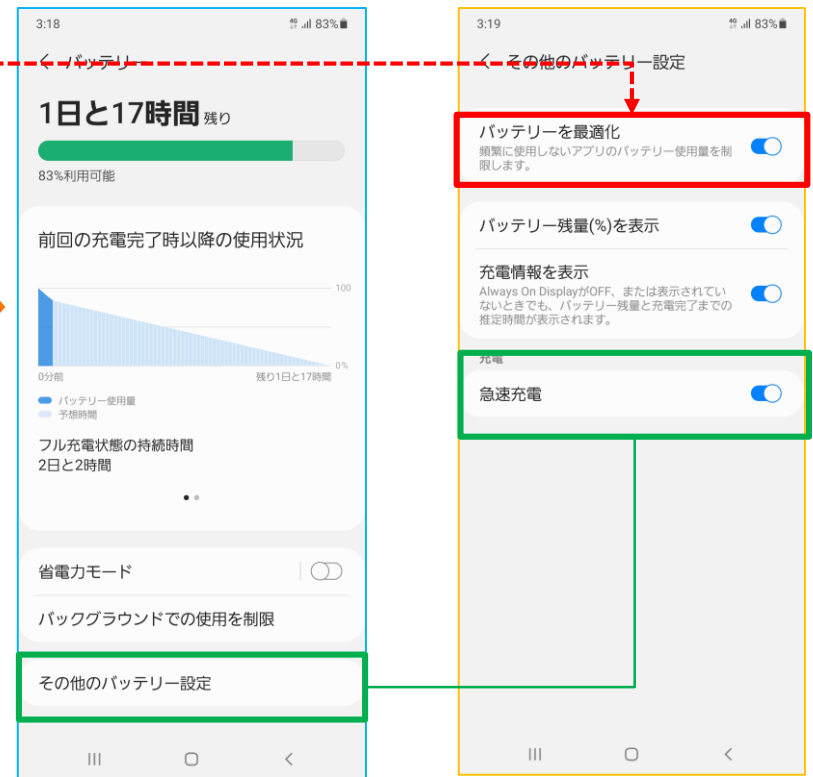 3:18
4G 83%
バッテリー
1日と17時間 残り
83%利用可能
前回の充電完了時以降の使用状況
100
0%
0分前
残り1日と17時間
バッテリー使用量
予想時間
フル充電状態の持続時間
2日と2時間
省電力モード
バックグラウンドでの使用を制限
その他のバッテリー設定
3:19
4G 83%
その他のバッテリー設定
バッテリーを最適化
頻繁に使用しないアプリのバッテリー使用量を制
限します。
バッテリー残量(%)を表示
充電情報を表示
Always On DisplayがOFF、または表示されてい
ないときでも、バッテリー残量と充電完了までの
推定時間が表示されます。
充電
急速充電